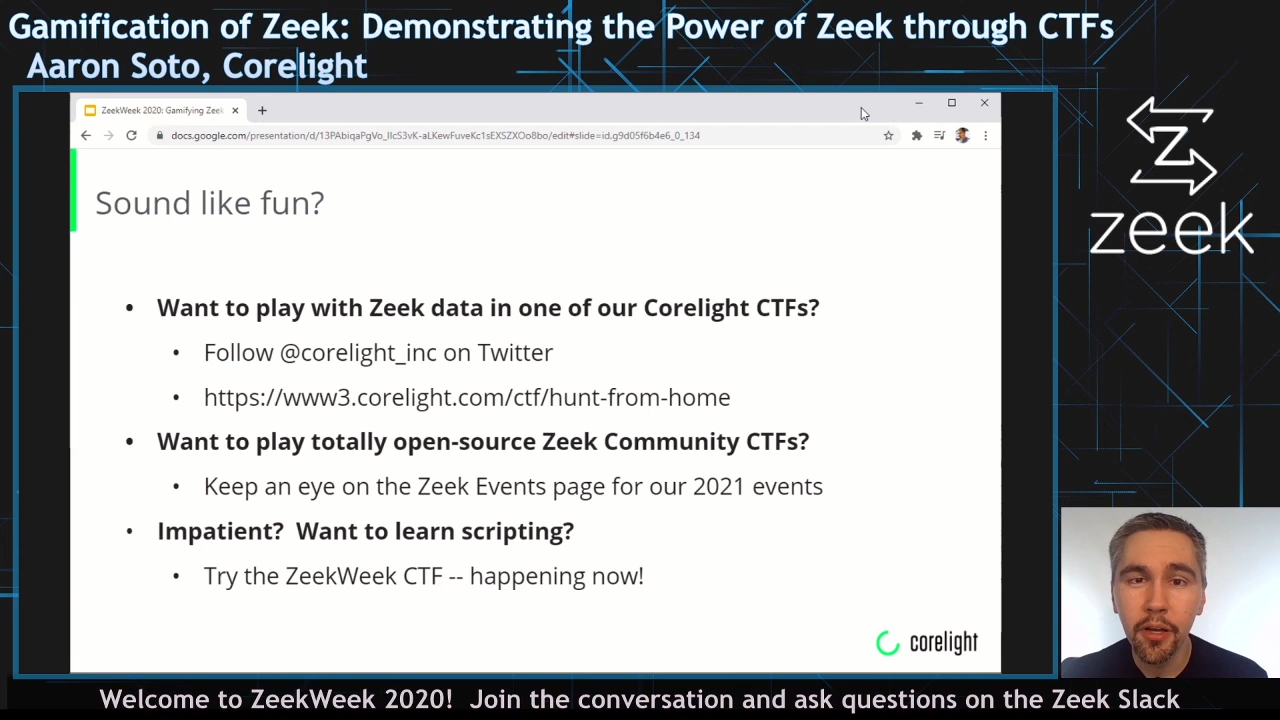 Gamification of Zeek: Demonstrating the Power of Zeek through CTFs
Aaron Soto, Corelight
ZeekWeek 2020: Gamifying Zeek
docs.google.com/presentation/d/13PAbiqaPgVo_lIcS3vK-aLKewFuveKc1sEXSZXOo8bo/edit#slide=id.g9d05f6b4e6_0_134
Z
zeek
Sound like fun?
• Want to play with Zeek data in one of our Corelight CTFs?
• Follow @corelight_inc on Twitter
• https://www3.corelight.com/ctf/hunt-from-home
• Want to play totally open-source Zeek Community CTFs?
• Keep an eye on the Zeek Events page for our 2021 events
• Impatient?  Want to learn scripting?
• Try the ZeekWeek CTF -- happening now!
corelight
Welcome to ZeekWeek 2020!  Join the conversation and ask questions on the Zeek Slack